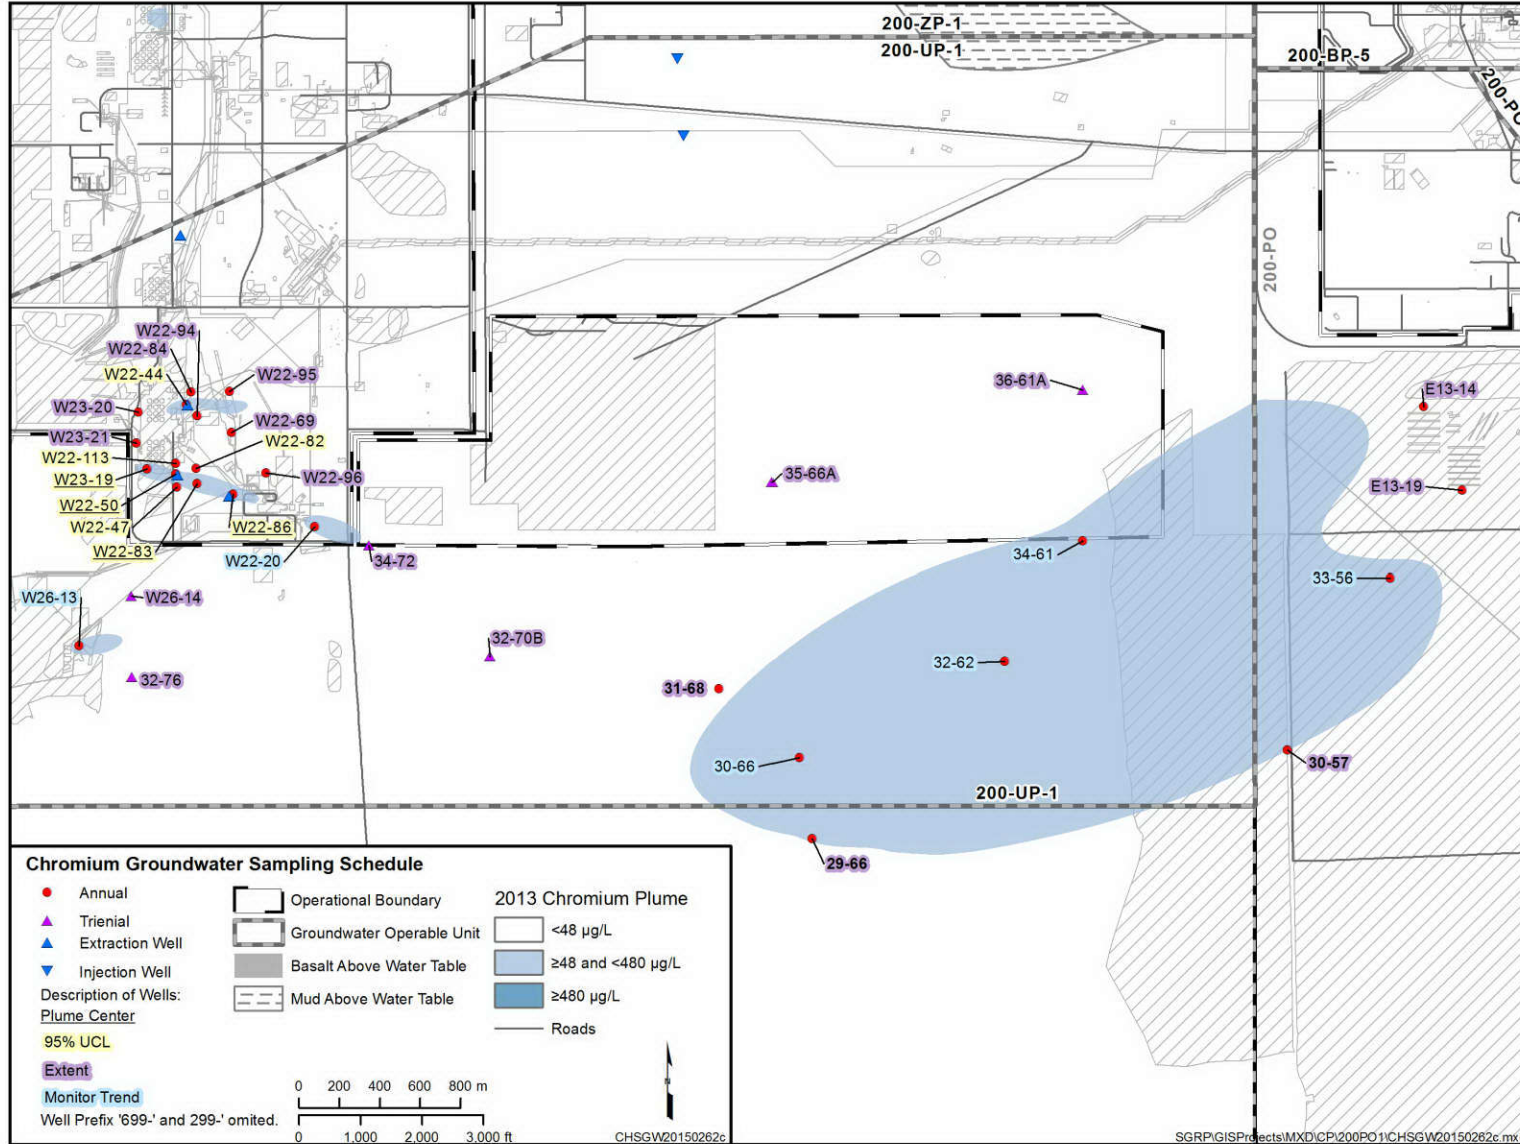 200-ZP-1
200-UP-1
200-BP-5
200-PO
200-PO
W22-94
W22-84
W22-44
W22-95
W23-20
W22-69
W23-21
W22-82
W22-113
W23-19
W22-96
W22-50
W22-47
W22-86
W22-83
W22-20
34-72
36-61A
35-66A
E13-14
E13-19
34-61
33-56
W26-13
W26-14
32-70B
32-62
32-76
31-68
30-66
30-57
200-UP-1
29-66
Chromium Groundwater Sampling Schedule
Annual
Trienial
Extraction Well
Injection Well
Description of Wells:
Plume Center
95% UCL
Extent
Monitor Trend
Well Prefix '699-' and 299-' omited.
Operational Boundary
Groundwater Operable Unit
Basalt Above Water Table
Mud Above Water Table
2013 Chromium Plume
<48 µg/L
≥48 and <480 µg/L
≥480 µg/L
Roads
0 200 400 600 800 m
0 1,000 2,000 3,000 ft
N
CHSGW20150262c
SGRP\GISProjects\MXD\CP\200PO1\CHSGW20150262c.mx